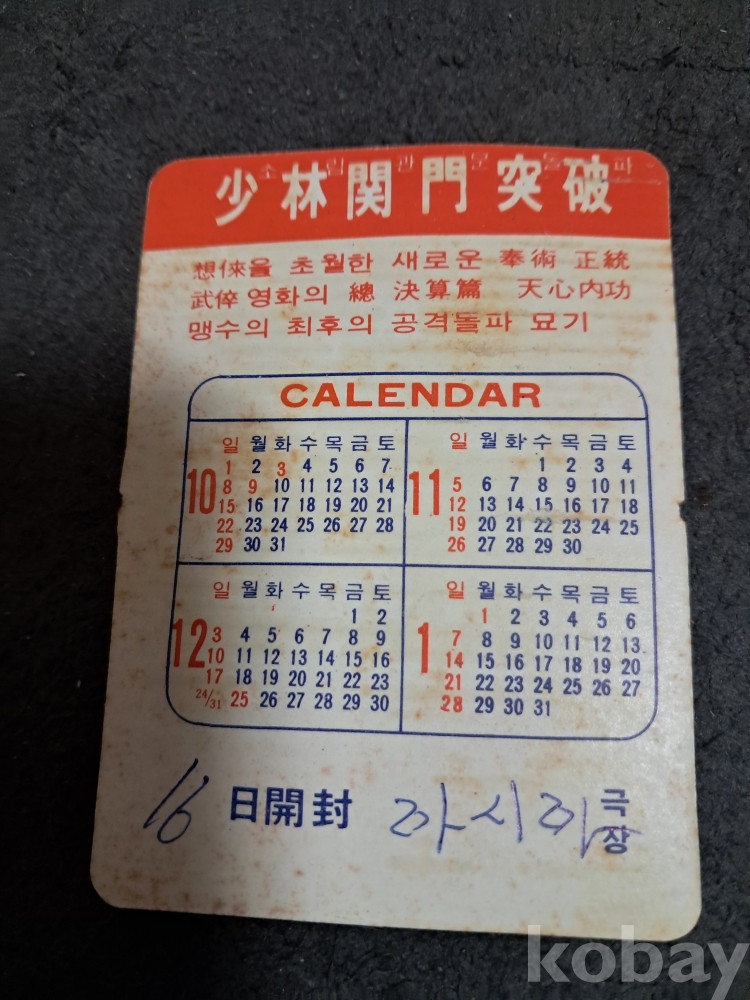 소림관문돌파
少林関門突破
想倈을 초월한 새로운 奉術 正統
武倅 영화의 總 決算篇 天心內功
맹수의 최후의 공격돌파 묘기
CALENDAR
10
일 월 화 수 목 금 토
1 2 3 4 5 6 7
8 9 10 11 12 13 14
15 16 17 18 19 20 21
22 23 24 25 26 27 28
29 30 31
11
일 월 화 수 목 금 토
1 2 3 4
5 6 7 8 9 10 11
12 13 14 15 16 17 18
19 20 21 22 23 24 25
26 27 28 29 30
12
일 월 화 수 목 금 토
1 2
3 4 5 6 7 8 9
10 11 12 13 14 15 16
17 18 19 20 21 22 23
24/31 25 26 27 28 29 30
1
일 월 화 수 목 금 토
1 2 3 4 5 6
7 8 9 10 11 12 13
14 15 16 17 18 19 20
21 22 23 24 25 26 27
28 29 30 31
16 日開封 극장
kobay